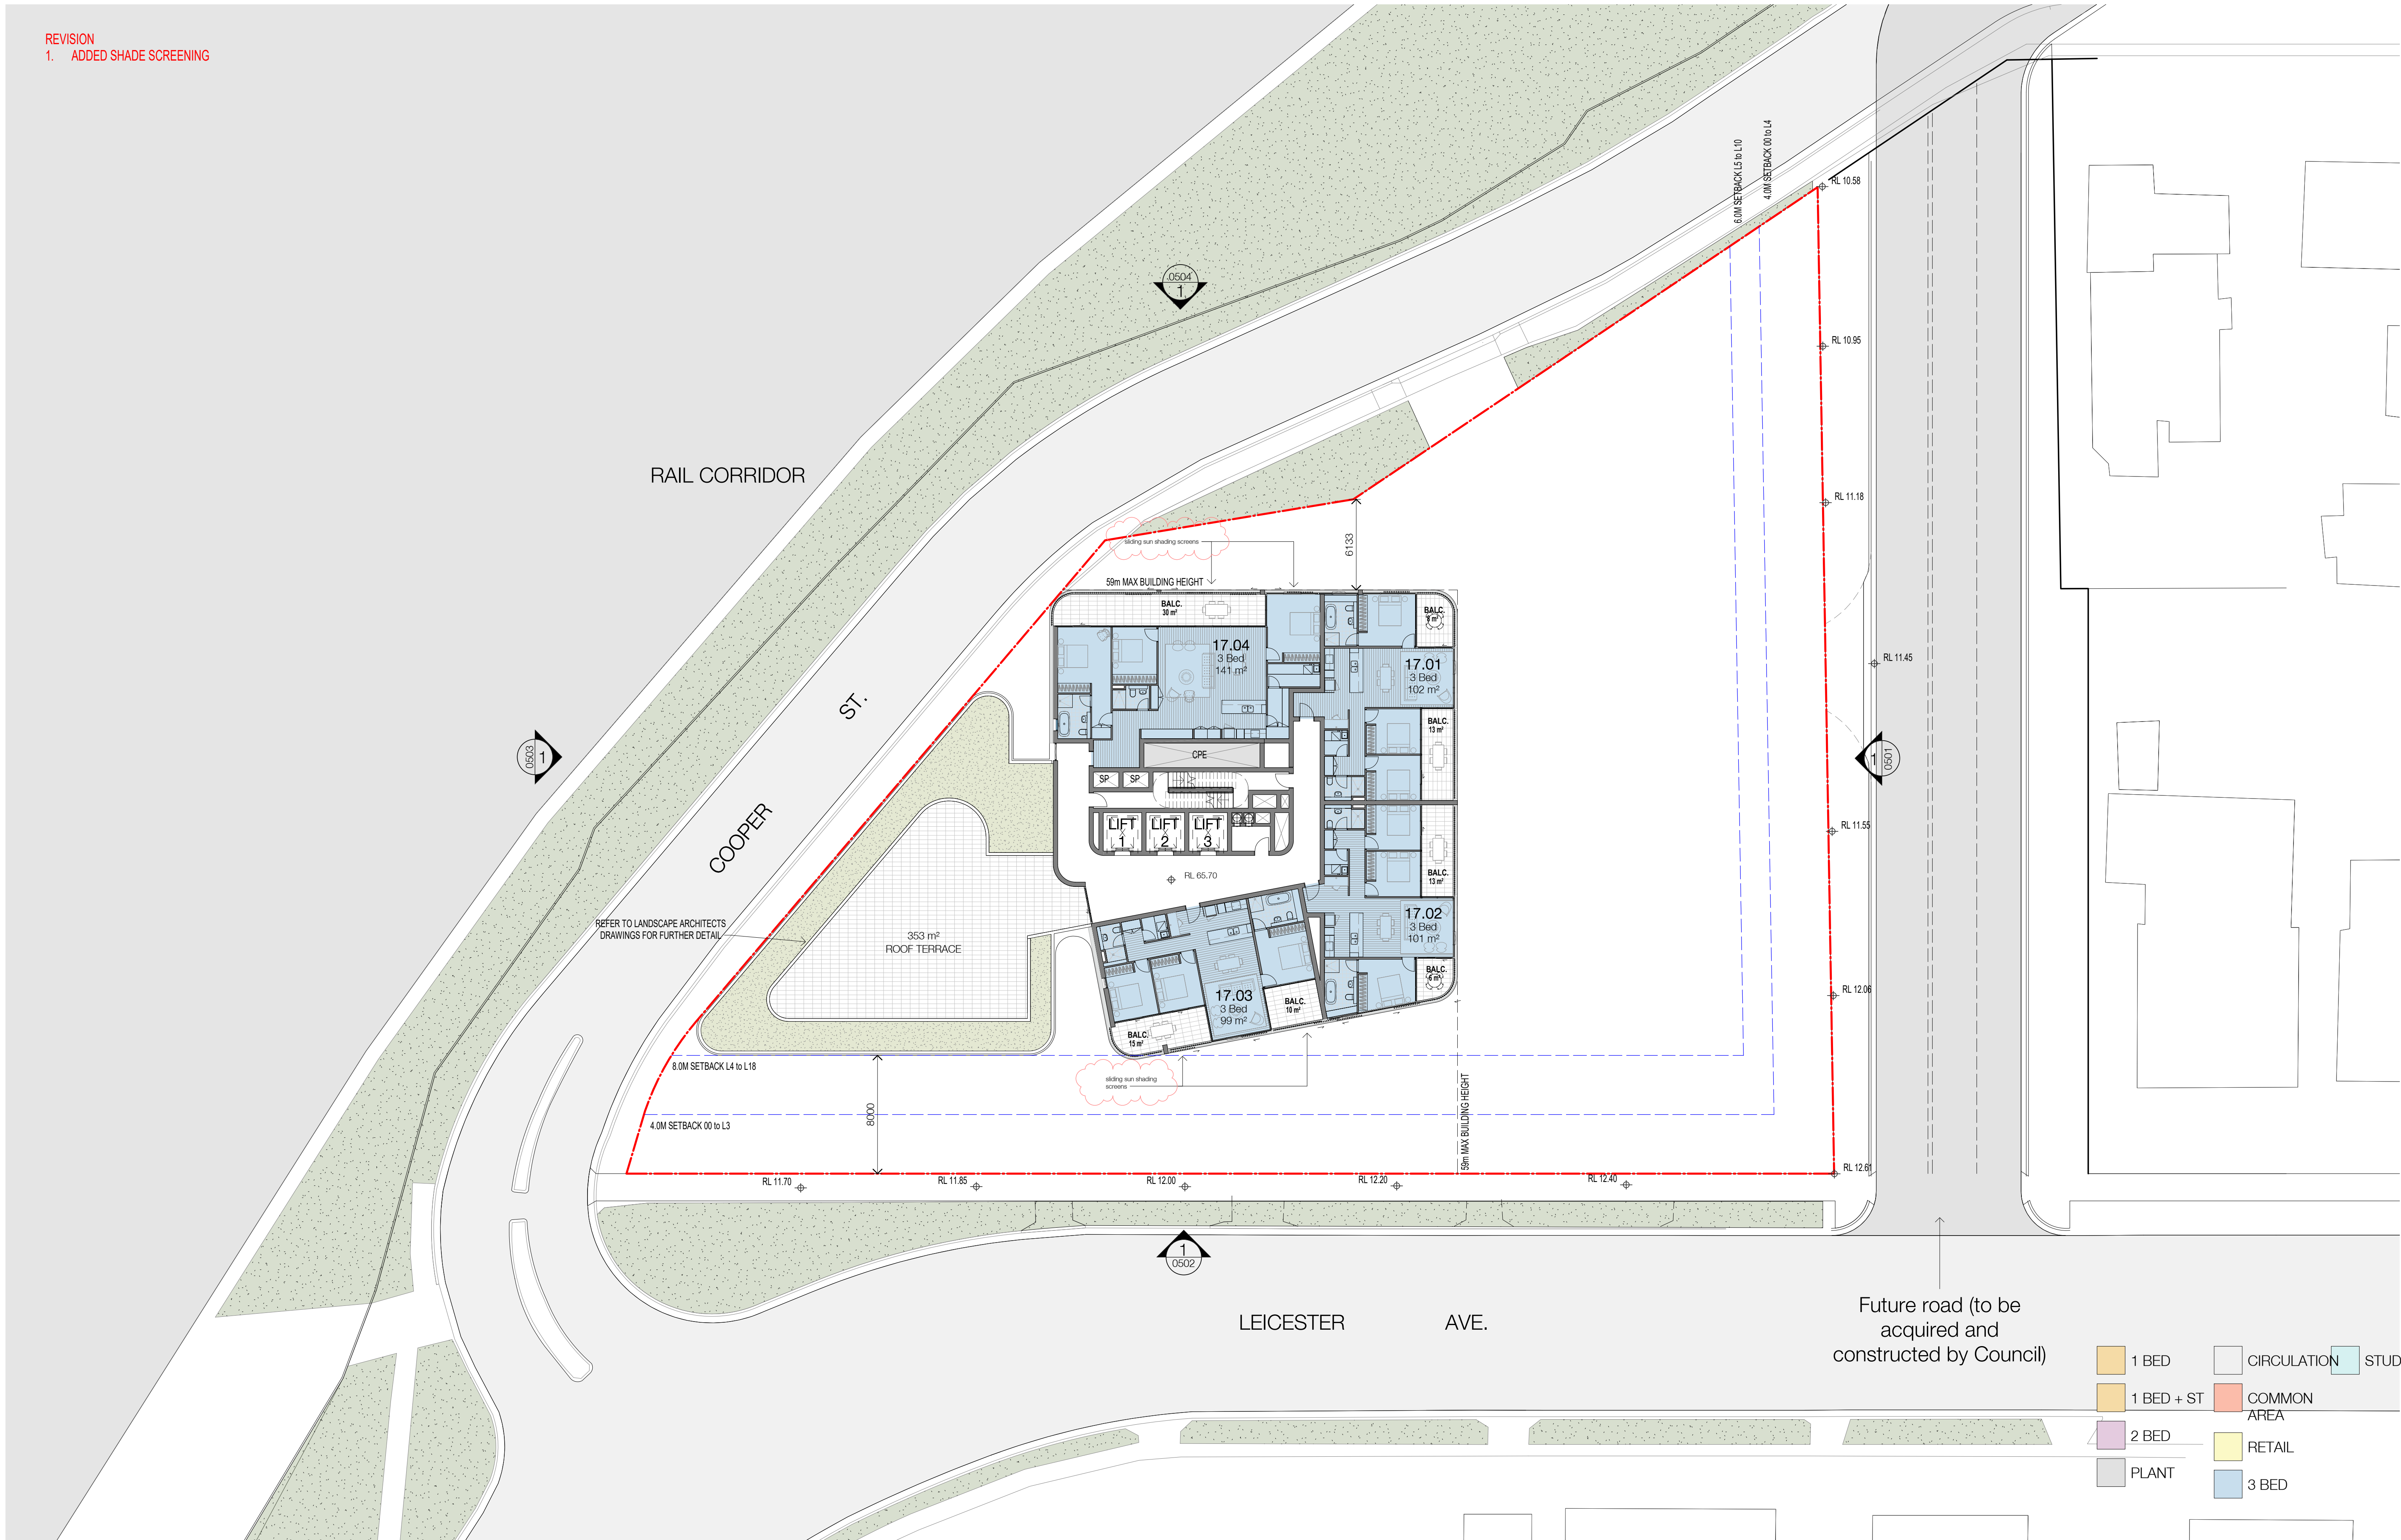 REVISION
1. ADDED SHADE SCREENING
6.0M SETBACK L5 to L10
4.0M SETBACK 00 to L4
RL 10.58
0504
1
RL 10.95
RAIL CORRIDOR
RL 11.18
sliding sun shading screens
6133
59m MAX BUILDING HEIGHT
BALC.
30 m²
BALC.
17.04
3 Bed
141 m²
17.01
3 Bed
102 m²
RL 11.45
COOPER ST.
BALC.
13 m²
0503
1
CPE
1
0501
SP
SP
LIFT
1
LIFT
2
LIFT
3
RL 11.55
BALC.
13 m²
RL 65.70
REFER TO LANDSCAPE ARCHITECTS
DRAWINGS FOR FURTHER DETAIL
353 m²
ROOF TERRACE
17.02
3 Bed
101 m²
BALC.
6 m²
17.03
3 Bed
99 m²
BALC.
10 m²
RL 12.06
BALC.
15 m²
8.0M SETBACK L4 to L18
sliding sun shading
screens
8000
4.0M SETBACK 00 to L3
59m MAX BUILDING HEIGHT
RL 12.61
RL 11.70
RL 11.85
RL 12.00
RL 12.20
RL 12.40
1
0502
LEICESTER AVE.
Future road (to be
acquired and
constructed by Council)
1 BED
CIRCULATION
STUD
1 BED + ST
COMMON
AREA
2 BED
RETAIL
PLANT
3 BED